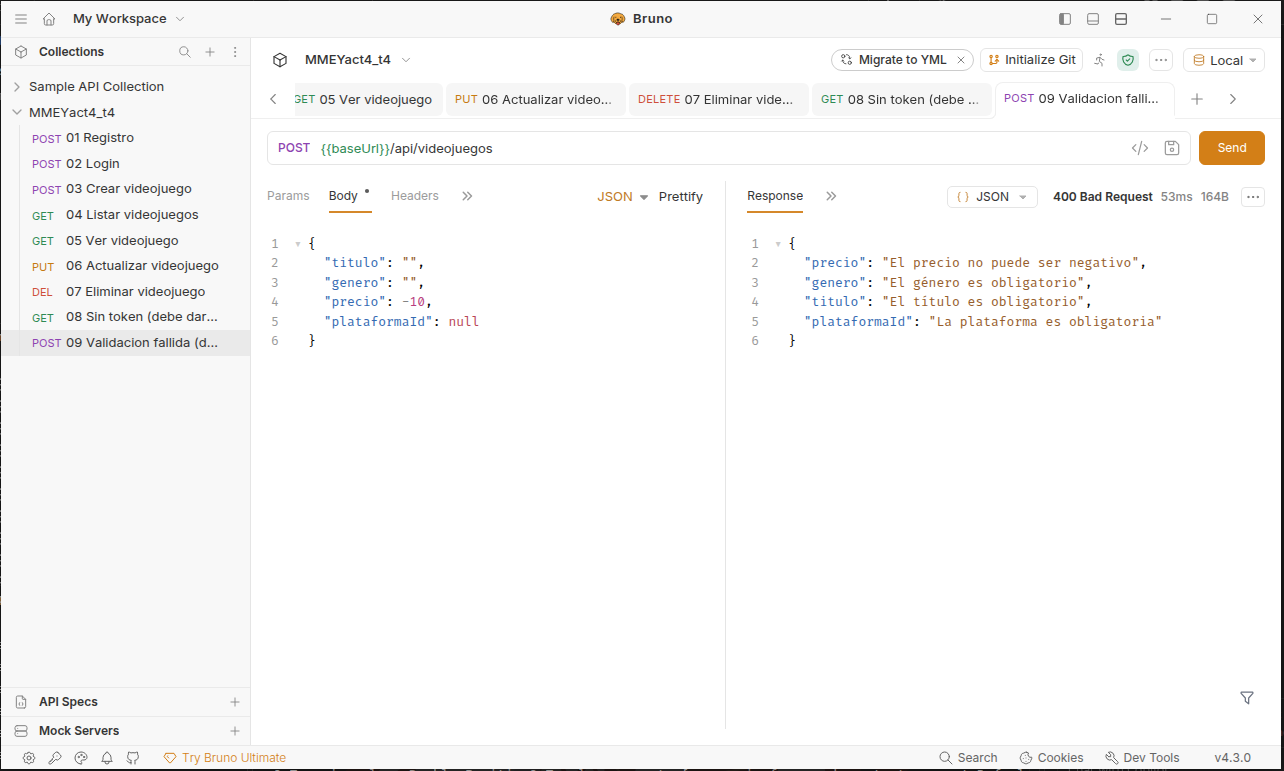 My Workspace
Bruno
Collections
Sample API Collection
MMEYact4_t4
POST 01 Registro
POST 02 Login
POST 03 Crear videojuego
GET 04 Listar videojuegos
GET 05 Ver videojuego
PUT 06 Actualizar videojuego
DEL 07 Eliminar videojuego
GET 08 Sin token (debe dar...
POST 09 Validacion fallida (d...
API Specs
Mock Servers
MMEYact4_t4
Migrate to YML
Initialize Git
Local
GET 05 Ver videojuego
PUT 06 Actualizar video...
DELETE 07 Eliminar vide...
GET 08 Sin token (debe ...
POST 09 Validacion falli...
POST {{baseUrl}}/api/videojuegos
Send
Params Body Headers JSON Prettify
1 {
2 "titulo": "",
3 "genero": "",
4 "precio": -10,
5 "plataformaId": null
6 }
Response { } JSON 400 Bad Request 53ms 164B
1 {
2 "precio": "El precio no puede ser negativo",
3 "genero": "El género es obligatorio",
4 "titulo": "El título es obligatorio",
5 "plataformaId": "La plataforma es obligatoria"
6 }
Try Bruno Ultimate
Search Cookies Dev Tools v4.3.0